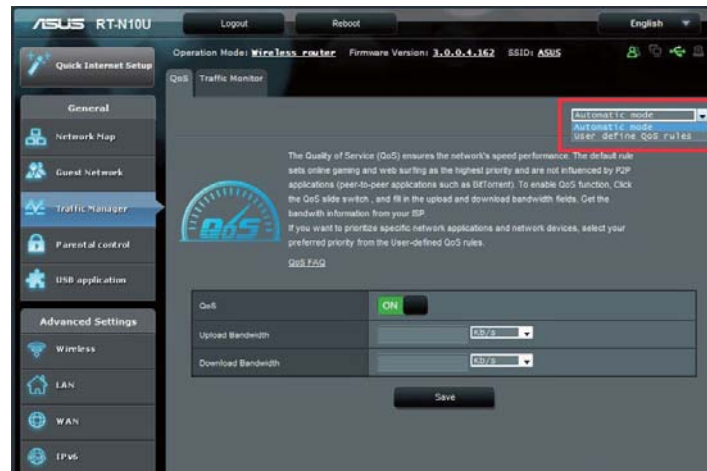 ASUS RT-N10U
Logout
Reboot
English
Operation Mode: Wireless router Firmware Version: 3.0.0.4.162 SSID: ASUS
Quick Internet Setup
QoS
Traffic Monitor
General
Network Map
Guest Network
Traffic Manager
Parental control
USB application
Advanced Settings
Wireless
LAN
WAN
IPv6
Automatic mode
Automatic mode
User define QoS rules
The Quality of Service (QoS) ensures the network's speed performance. The default rule
sets online gaming and web surfing as the highest priority and are not influenced by P2P
applications (peer-to-peer applications such as BitTorrent). To enable QoS function, Click
the QoS slide switch , and fill in the upload and download bandwidth fields. Get the
bandwith information from your ISP.
If you want to prioritize specific network applications and network devices, select your
preferred priority from the User-defined QoS rules.
QoS FAQ
QoS
QoS
ON
Upload Bandwidth
Kb/s
Download Bandwidth
Kb/s
Save